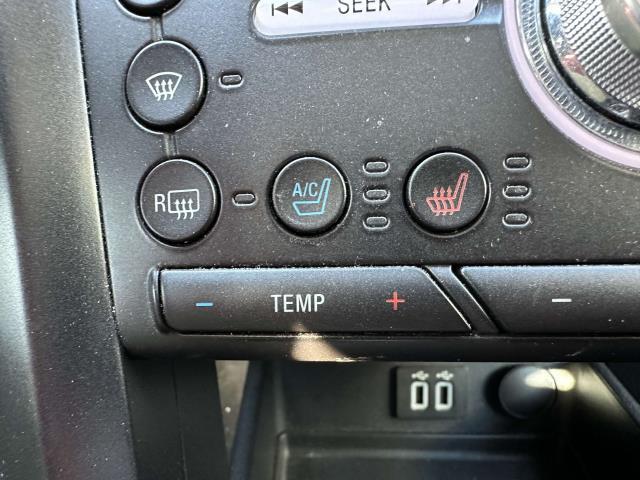 SEEK
R
A/C
- TEMP +
-